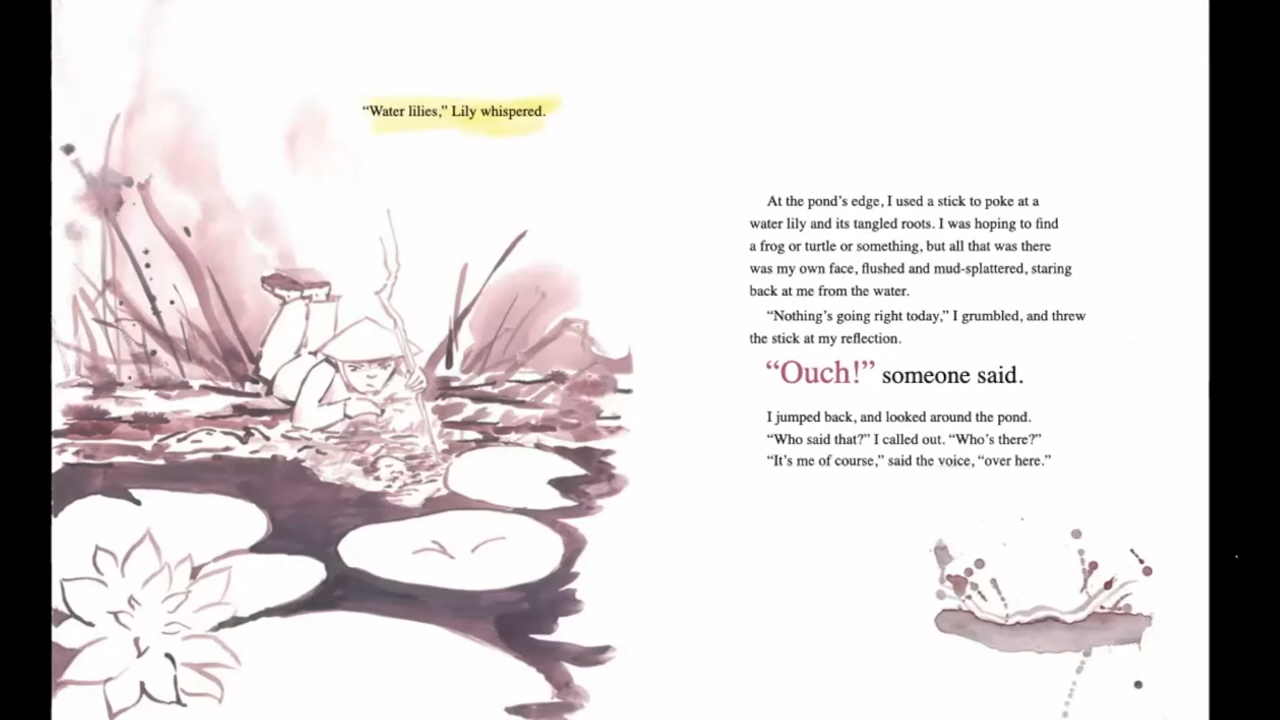 “Water lilies,” Lily whispered.
At the pond’s edge, I used a stick to poke at a
water lily and its tangled roots. I was hoping to find
a frog or turtle or something, but all that was there
was my own face, flushed and mud-splattered, staring
back at me from the water.
“Nothing’s going right today,” I grumbled, and threw
the stick at my reflection.
“Ouch!” someone said.
I jumped back, and looked around the pond.
“Who said that?” I called out. “Who’s there?”
“It’s me of course,” said the voice, “over here.”